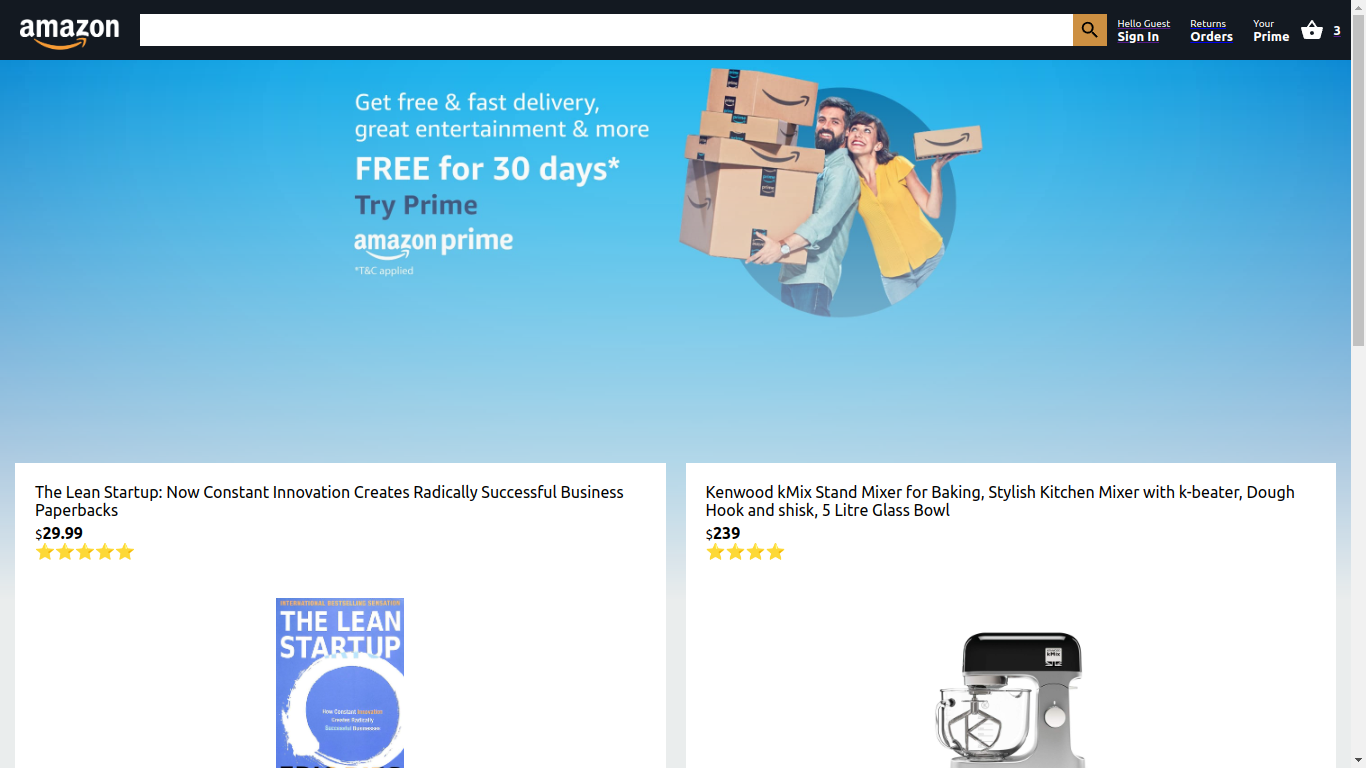 amazon
Hello Guest
Sign In
Returns
Orders
Your
Prime
3
Get free & fast delivery,
great entertainment & more
FREE for 30 days*
Try Prime
amazon prime
*T&C applied
The Lean Startup: Now Constant Innovation Creates Radically Successful Business
Paperbacks
$29.99
INTERNATIONAL BESTSELLING SENSATION
THE LEAN
STARTUP
How Constant Innovation
Creates Radically
Successful Businesses
Kenwood kMix Stand Mixer for Baking, Stylish Kitchen Mixer with k-beater, Dough
Hook and shisk, 5 Litre Glass Bowl
$239
kMix